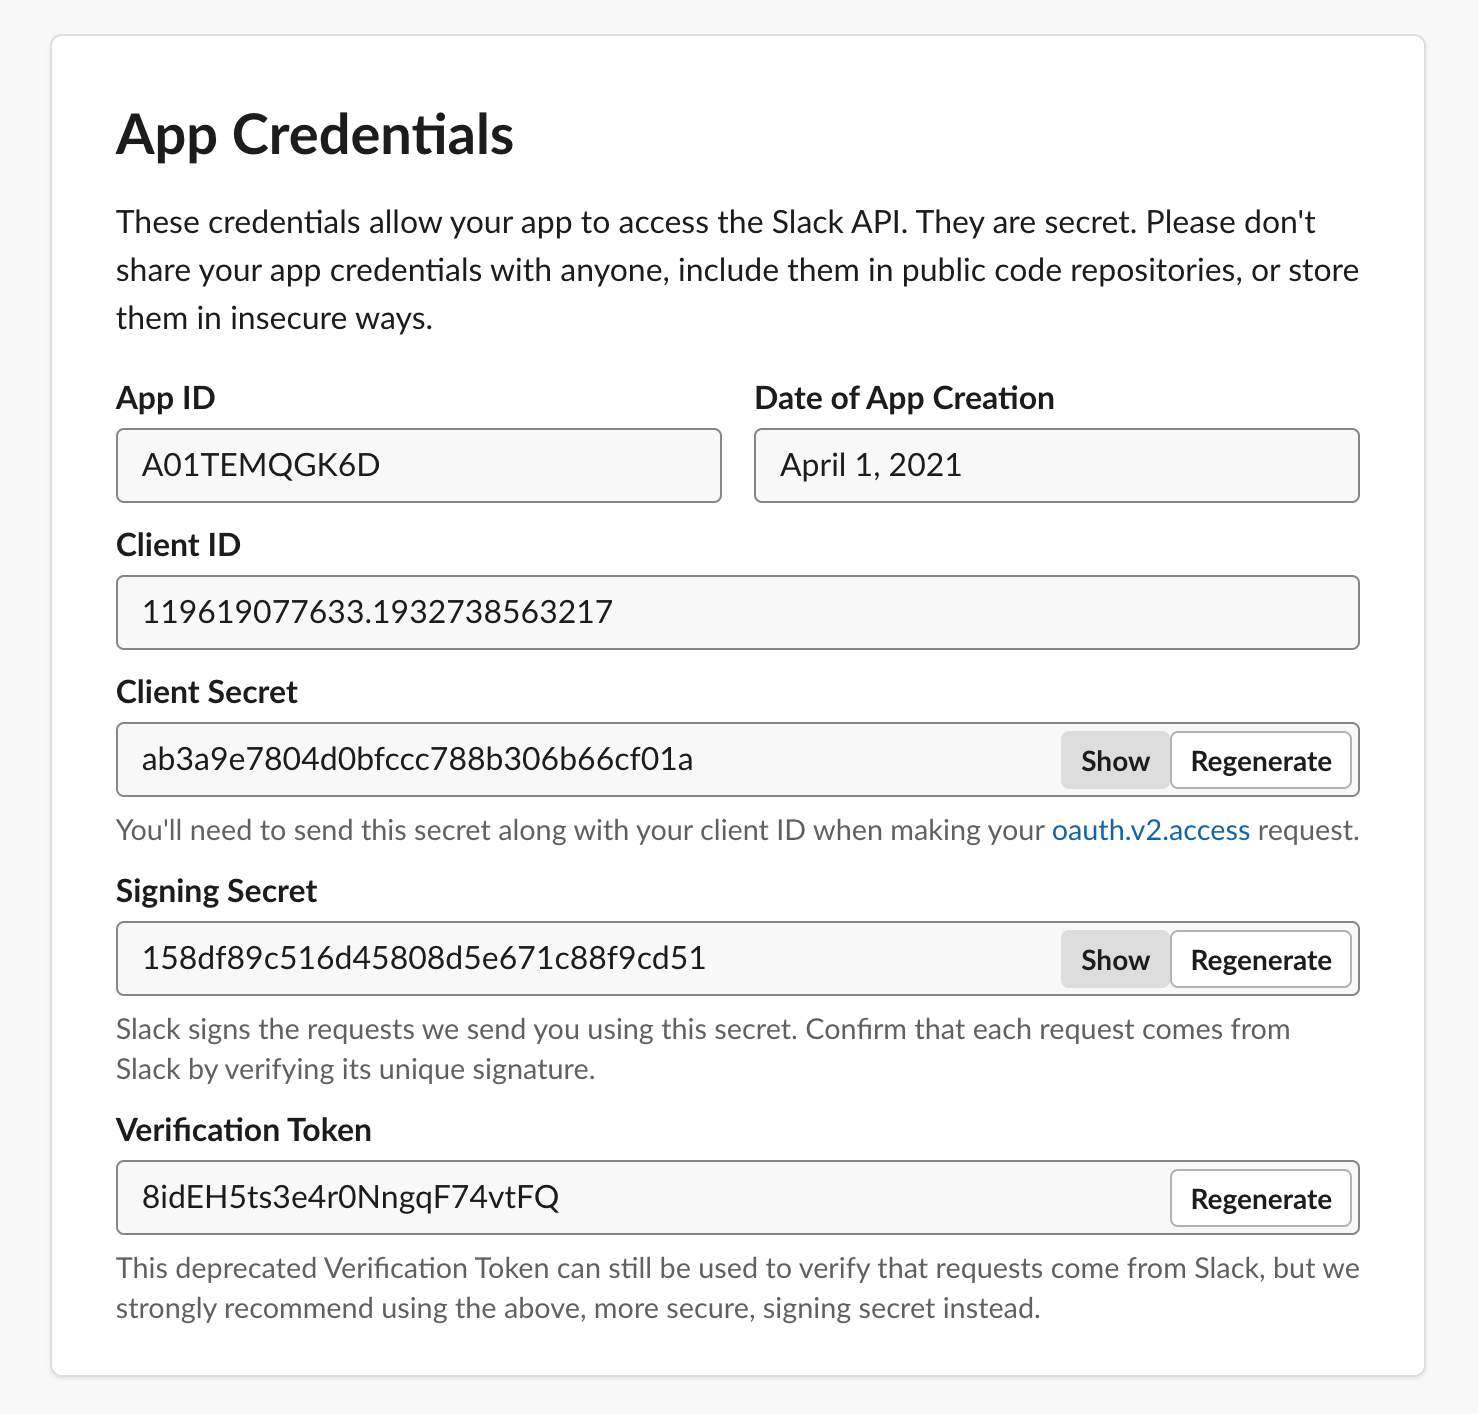 App Credentials
These credentials allow your app to access the Slack API. They are secret. Please don't
share your app credentials with anyone, include them in public code repositories, or store
them in insecure ways.
App ID
Date of App Creation
A01TEMQGK6D
April 1, 2021
Client ID
119619077633.1932738563217
Client Secret
ab3a9e7804d0bfccc788b306b66cf01a
Show
Regenerate
You'll need to send this secret along with your client ID when making your oauth.v2.access request.
Signing Secret
158df89c516d45808d5e671c88f9cd51
Show
Regenerate
Slack signs the requests we send you using this secret. Confirm that each request comes from
Slack by verifying its unique signature.
Verification Token
8idEH5ts3e4r0NngqF74vtFQ
Regenerate
This deprecated Verification Token can still be used to verify that requests come from Slack, but we
strongly recommend using the above, more secure, signing secret instead.